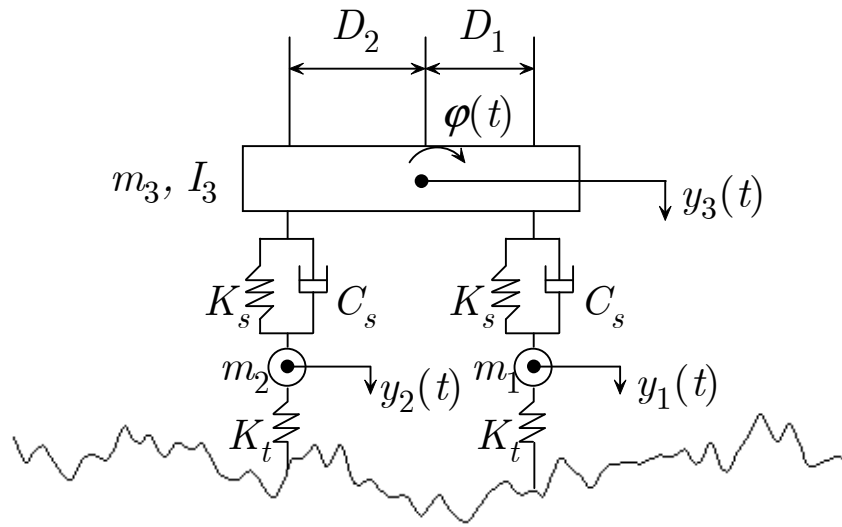 D₂ D₁
φ(t)
m₃, I₃
y₃(t)
Kₛ Cₛ Kₛ Cₛ
m₂ y₂(t) m₁ y₁(t)
Kₜ Kₜ